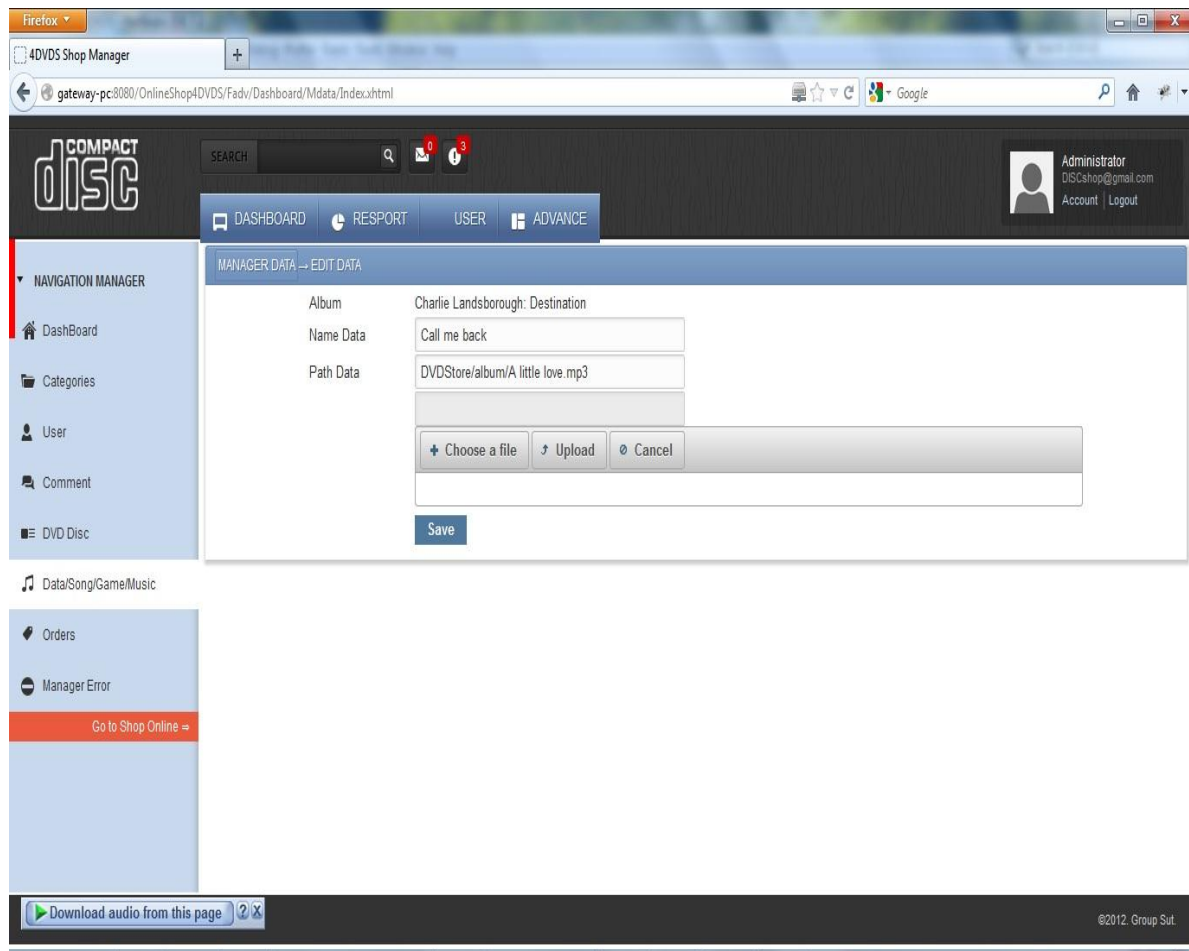 Firefox
4DVDS Shop Manager
gateway-pc:8080/OnlineShop4DVDS/Fadv/Dashboard/Mdata/Index.xhtml
Google
COMPACT
disc
SEARCH
0
3
Administrator
DISCshop@gmail.com
Account | Logout
DASHBOARD
RESPORT
USER
ADVANCE
NAVIGATION MANAGER
DashBoard
Categories
User
Comment
DVD Disc
Data/Song/Game/Music
Orders
Manager Error
Go to Shop Online ⇒
MANAGER DATA → EDIT DATA
Album
Charlie Landsborough: Destination
Name Data
Call me back
Path Data
DVDStore/album/A little love.mp3
Choose a file
Upload
Cancel
Save
Download audio from this page
? X
©2012. Group Sut.